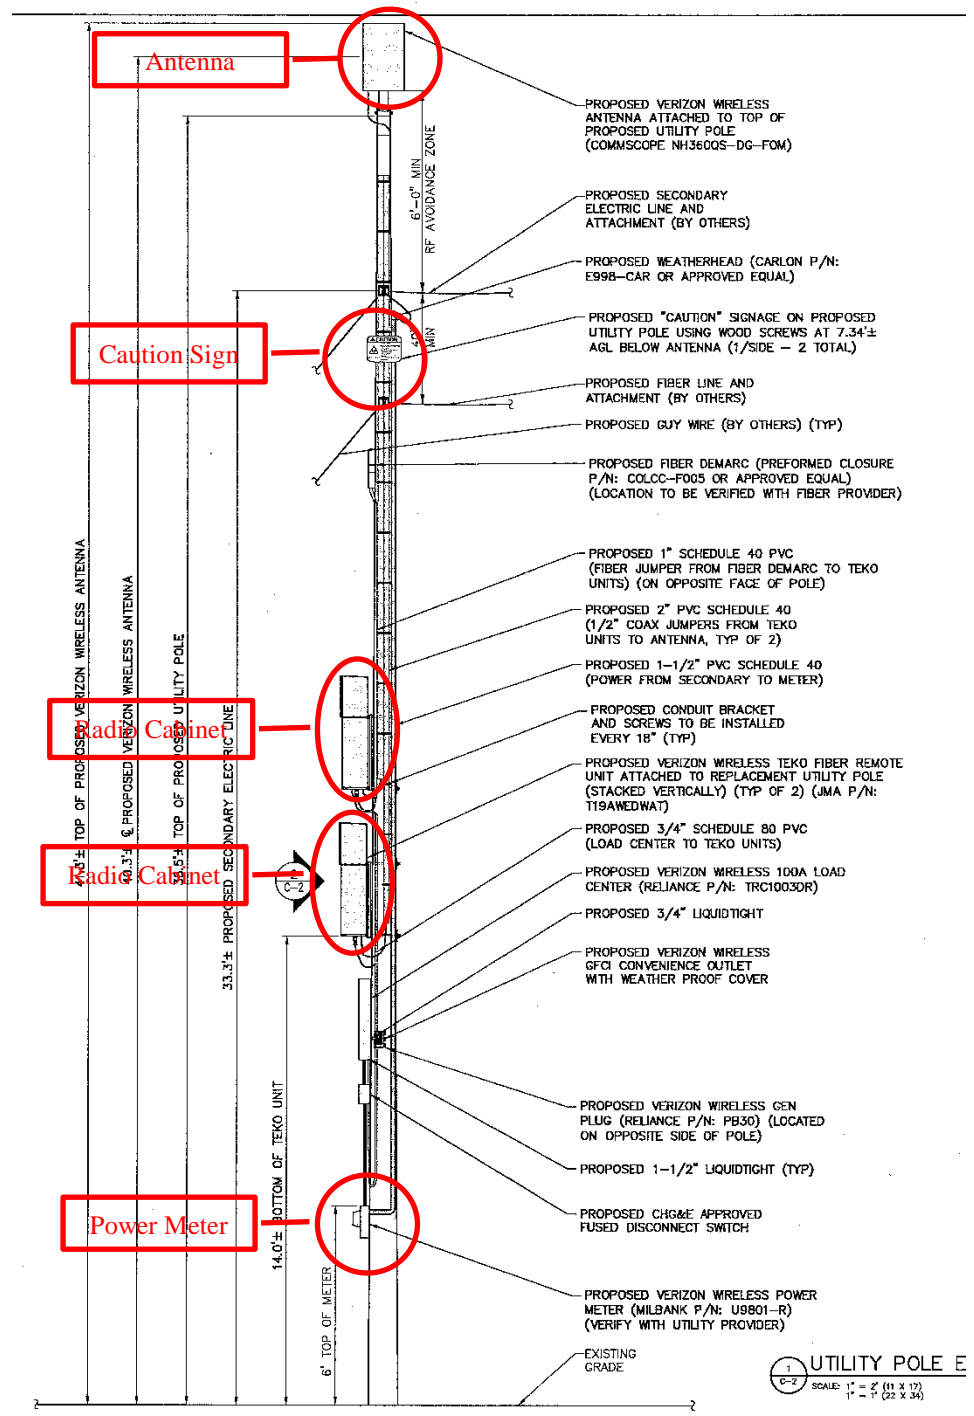 Antenna
Caution Sign
Radio Cabinet
Radio Cabinet
Power Meter
PROPOSED VERIZON WIRELESS
ANTENNA ATTACHED TO TOP OF
PROPOSED UTILITY POLE
(COMMSCOPE NH360QS-DG-FOM)
PROPOSED SECONDARY
ELECTRIC LINE AND
ATTACHMENT (BY OTHERS)
PROPOSED WEATHERHEAD (CARLON P/N:
E998-CAR OR APPROVED EQUAL)
PROPOSED "CAUTION" SIGNAGE ON PROPOSED
UTILITY POLE USING WOOD SCREWS AT 7.34'±
AGL BELOW ANTENNA (1/SIDE - 2 TOTAL)
PROPOSED FIBER LINE AND
ATTACHMENT (BY OTHERS)
PROPOSED GUY WIRE (BY OTHERS) (TYP)
PROPOSED FIBER DEMARC (PREFORMED CLOSURE
P/N: COLCC-F005 OR APPROVED EQUAL)
(LOCATION TO BE VERIFIED WITH FIBER PROVIDER)
PROPOSED 1" SCHEDULE 40 PVC
(FIBER JUMPER FROM FIBER DEMARC TO TEKO
UNITS) (ON OPPOSITE FACE OF POLE)
PROPOSED 2" PVC SCHEDULE 40
(1/2" COAX JUMPERS FROM TEKO
UNITS TO ANTENNA, TYP OF 2)
PROPOSED 1-1/2" PVC SCHEDULE 40
(POWER FROM SECONDARY TO METER)
PROPOSED CONDUIT BRACKET
AND SCREWS TO BE INSTALLED
EVERY 18" (TYP)
PROPOSED VERIZON WIRELESS TEKO FIBER REMOTE
UNIT ATTACHED TO REPLACEMENT UTILITY POLE
(STACKED VERTICALLY) (TYP OF 2) (JMA P/N:
T19AWEDWAT)
PROPOSED 3/4" SCHEDULE 80 PVC
(LOAD CENTER TO TEKO UNITS)
PROPOSED VERIZON WIRELESS 100A LOAD
CENTER (RELIANCE P/N: TRC1003DR)
PROPOSED 3/4" LIQUIDTIGHT
PROPOSED VERIZON WIRELESS
GFCI CONVENIENCE OUTLET
WITH WEATHER PROOF COVER
PROPOSED VERIZON WIRELESS GEN
PLUG (RELIANCE P/N: PB30) (LOCATED
ON OPPOSITE SIDE OF POLE)
PROPOSED 1-1/2" LIQUIDTIGHT (TYP)
PROPOSED CHG&E APPROVED
FUSED DISCONNECT SWITCH
PROPOSED VERIZON WIRELESS POWER
METER (MILBANK P/N: U9801-R)
(VERIFY WITH UTILITY PROVIDER)
EXISTING
GRADE
TOP OF PROPOSED VERIZON WIRELESS ANTENNA
PROPOSED VERIZON WIRELESS ANTENNA
TOP OF PROPOSED UTILITY POLE
33.3'± PROPOSED SECONDARY ELECTRIC LINE
14.0'± BOTTOM OF TEKO UNIT
6' TOP OF METER
6'-0" MIN
RF AVOIDANCE ZONE
MIN
CAUTION
C-2
1
C-2
UTILITY POLE E
SCALE: 1" = 2' (11 X 17)
1" = 1' (22 X 34)